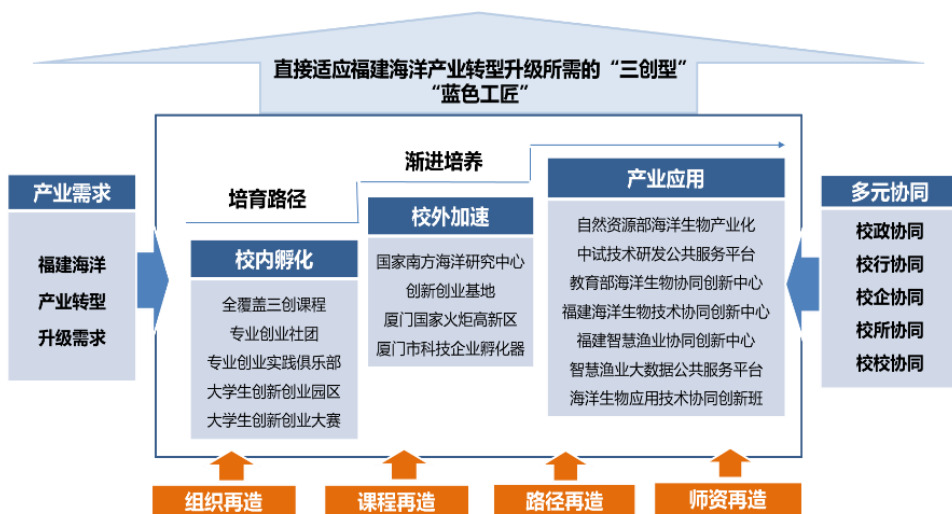 直接适应福建海洋产业转型升级所需的“三创型”
“蓝色工匠”
产业需求
福建海洋
产业转型
升级需求
培育路径
渐进培养
校内孵化
全覆盖三创课程
专业创业社团
专业创业实践俱乐部
大学生创新创业园区
大学生创新创业大赛
校外加速
国家南方海洋研究中心
创新创业基地
厦门国家火炬高新区
厦门市科技企业孵化器
产业应用
自然资源部海洋生物产业化
中试技术研发公共服务平台
教育部海洋生物协同创新中心
福建海洋生物技术协同创新中心
福建智慧渔业协同创新中心
智慧渔业大数据公共服务平台
海洋生物应用技术协同创新班
多元协同
校政协同
校行协同
校企协同
校所协同
校校协同
组织再造
课程再造
路径再造
师资再造